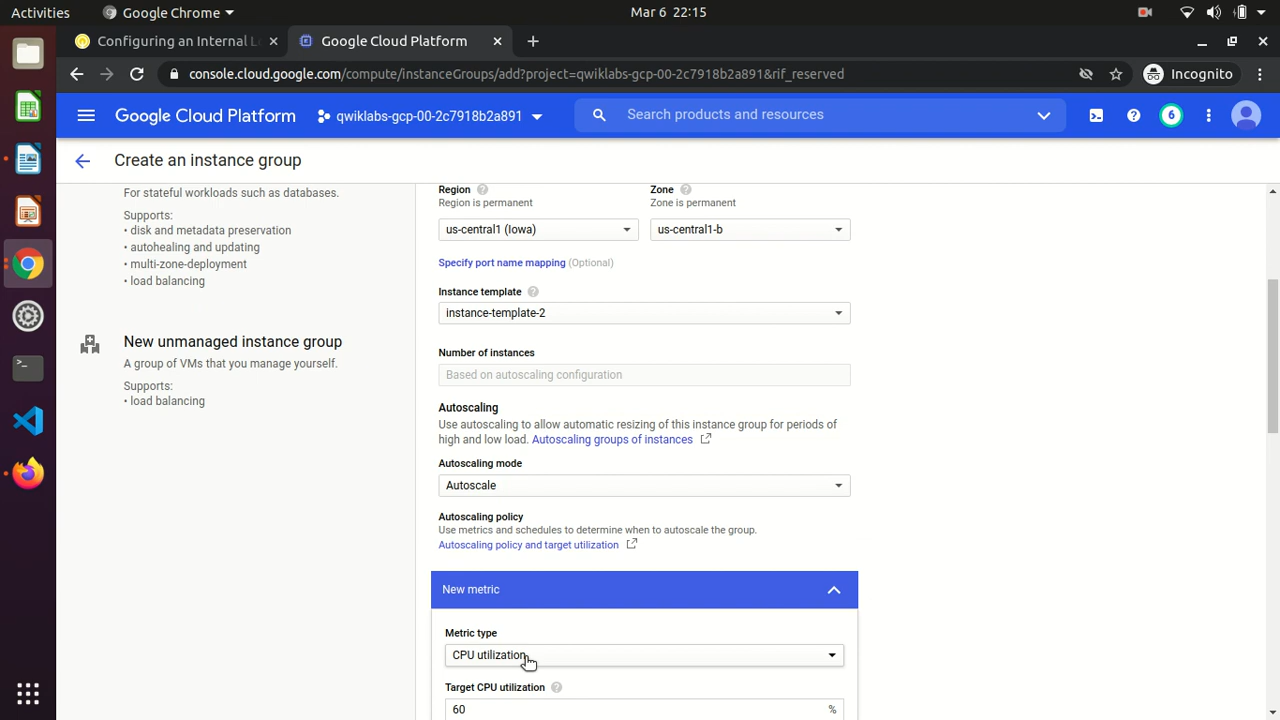 Activities
Google Chrome
Mar 6 22:15
Configuring an Internal L
Google Cloud Platform
console.cloud.google.com/compute/instanceGroups/add?project=qwiklabs-gcp-00-2c7918b2a891&rif_reserved
Incognito
Google Cloud Platform
qwiklabs-gcp-00-2c7918b2a891
Search products and resources
?
6
Create an instance group
For stateful workloads such as databases.
Supports:
• disk and metadata preservation
• autohealing and updating
• multi-zone-deployment
• load balancing
New unmanaged instance group
A group of VMs that you manage yourself.
Supports:
• load balancing
Region ?
Region is permanent
us-central1 (Iowa)
Zone ?
Zone is permanent
us-central1-b
Specify port name mapping (Optional)
Instance template ?
instance-template-2
Number of instances
Based on autoscaling configuration
Autoscaling
Use autoscaling to allow automatic resizing of this instance group for periods of
high and low load. Autoscaling groups of instances
Autoscaling mode
Autoscale
Autoscaling policy
Use metrics and schedules to determine when to autoscale the group.
Autoscaling policy and target utilization
New metric
Metric type
CPU utilization
Target CPU utilization ?
60 %